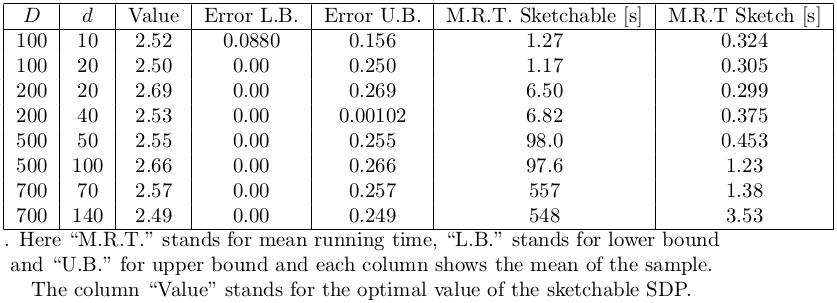 D d Value Error L.B. Error U.B. M.R.T. Sketchable [s] M.R.T Sketch [s]
100 10 2.52 0.0880 0.156 1.27 0.324
100 20 2.50 0.00 0.250 1.17 0.305
200 20 2.69 0.00 0.269 6.50 0.299
200 40 2.53 0.00 0.00102 6.82 0.375
500 50 2.55 0.00 0.255 98.0 0.453
500 100 2.66 0.00 0.266 97.6 1.23
700 70 2.57 0.00 0.257 557 1.38
700 140 2.49 0.00 0.249 548 3.53
. Here “M.R.T.” stands for mean running time, “L.B.” stands for lower bound
and “U.B.” for upper bound and each column shows the mean of the sample.
The column “Value” stands for the optimal value of the sketchable SDP.